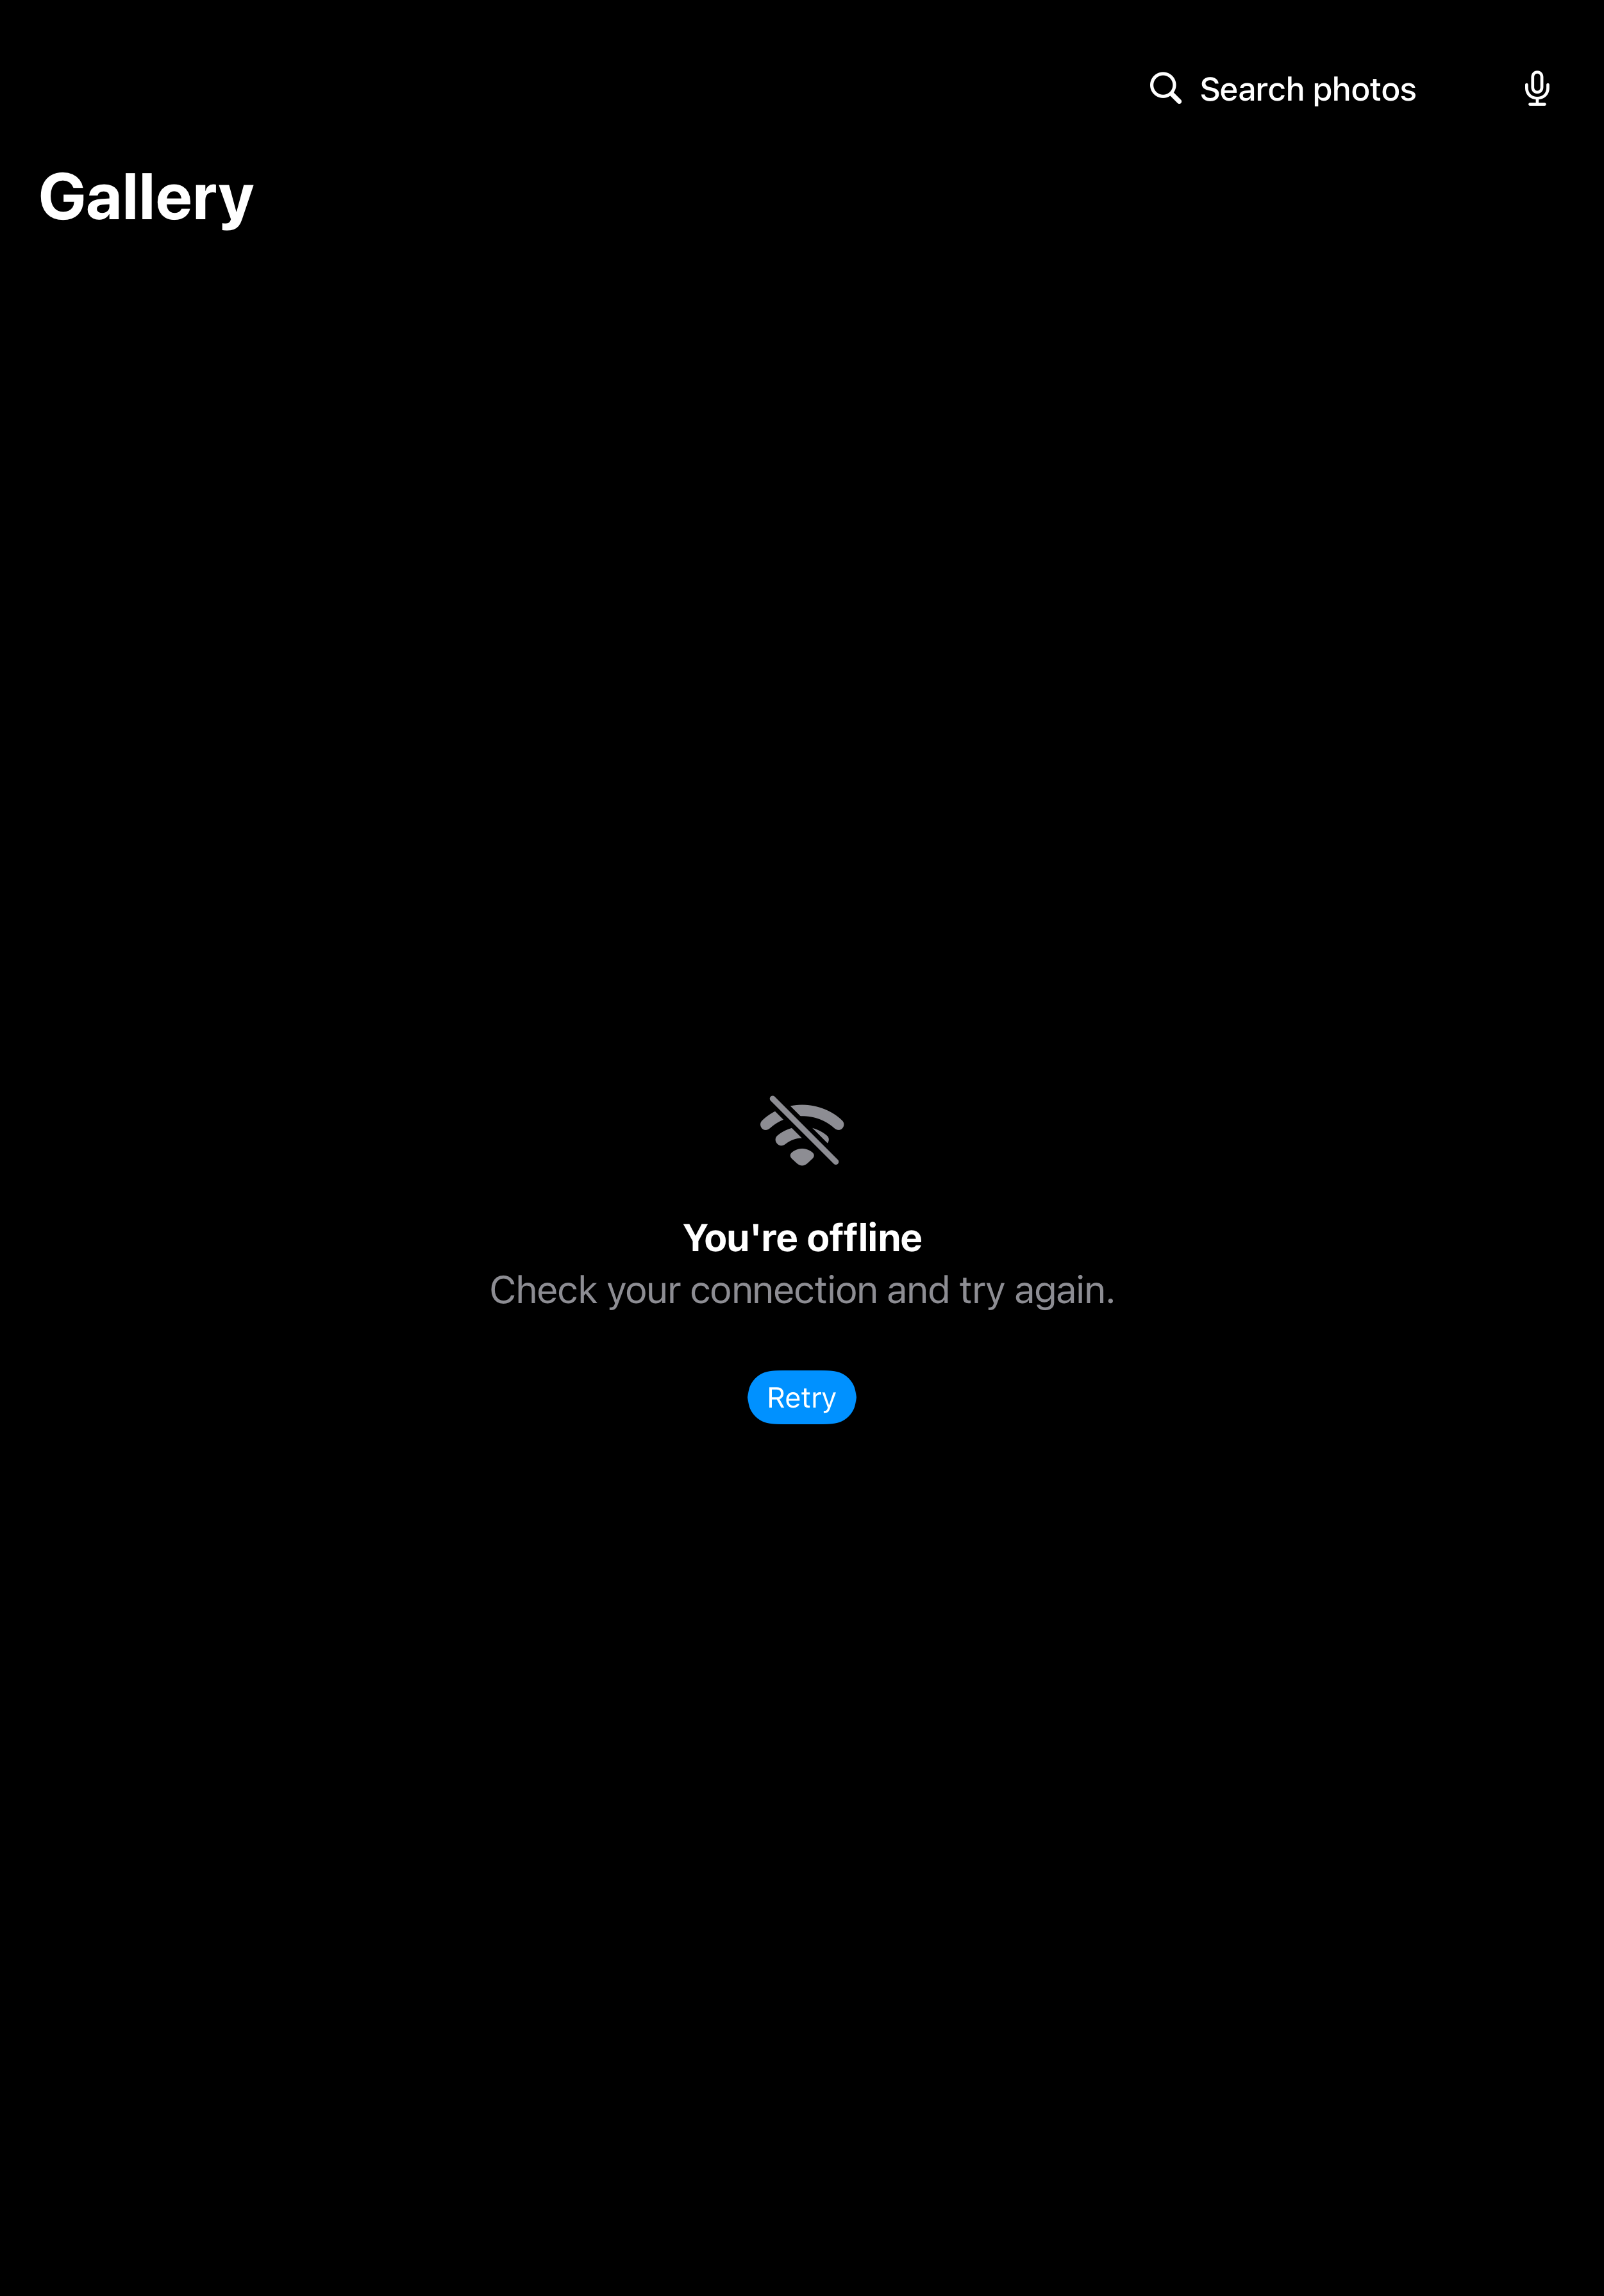 Search photos
Gallery
You're offline
Check your connection and try again.
Retry